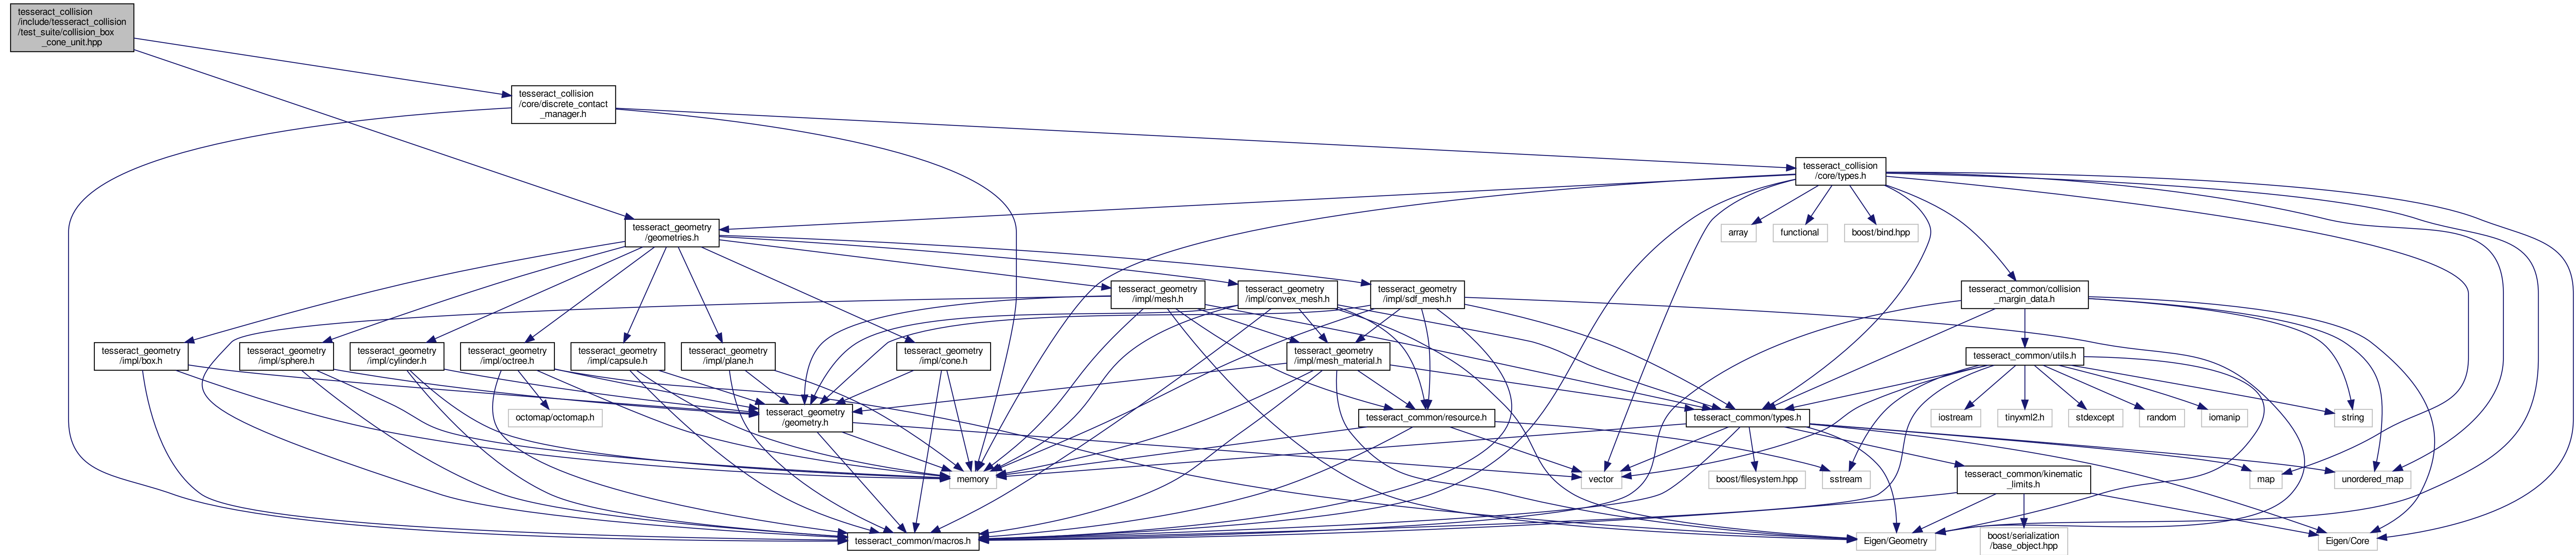 tesseract_collision
/include/tesseract_collision
/test_suite/collision_box
_cone_unit.hpp
tesseract_collision
/core/discrete_contact
_manager.h
tesseract_collision
/core/types.h
tesseract_geometry
/geometries.h
array
functional
boost/bind.hpp
tesseract_geometry
/impl/mesh.h
tesseract_geometry
/impl/convex_mesh.h
tesseract_geometry
/impl/sdf_mesh.h
tesseract_common/collision
_margin_data.h
tesseract_geometry
/impl/box.h
tesseract_geometry
/impl/sphere.h
tesseract_geometry
/impl/cylinder.h
tesseract_geometry
/impl/octree.h
tesseract_geometry
/impl/capsule.h
tesseract_geometry
/impl/plane.h
tesseract_geometry
/impl/cone.h
tesseract_geometry
/impl/mesh_material.h
tesseract_common/utils.h
octomap/octomap.h
tesseract_geometry
/geometry.h
tesseract_common/resource.h
tesseract_common/types.h
iostream
tinyxml2.h
stdexcept
random
iomanip
string
memory
vector
boost/filesystem.hpp
sstream
tesseract_common/kinematic
_limits.h
map
unordered_map
tesseract_common/macros.h
Eigen/Geometry
boost/serialization
/base_object.hpp
Eigen/Core